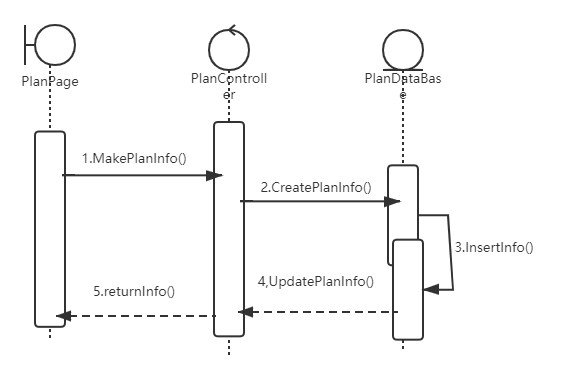 PlanPage
PlanControll
er
PlanDataBas
e
1.MakePlanInfo()
2.CreatePlanInfo()
3.InsertInfo()
4,UpdatePlanInfo()
5.returnInfo()